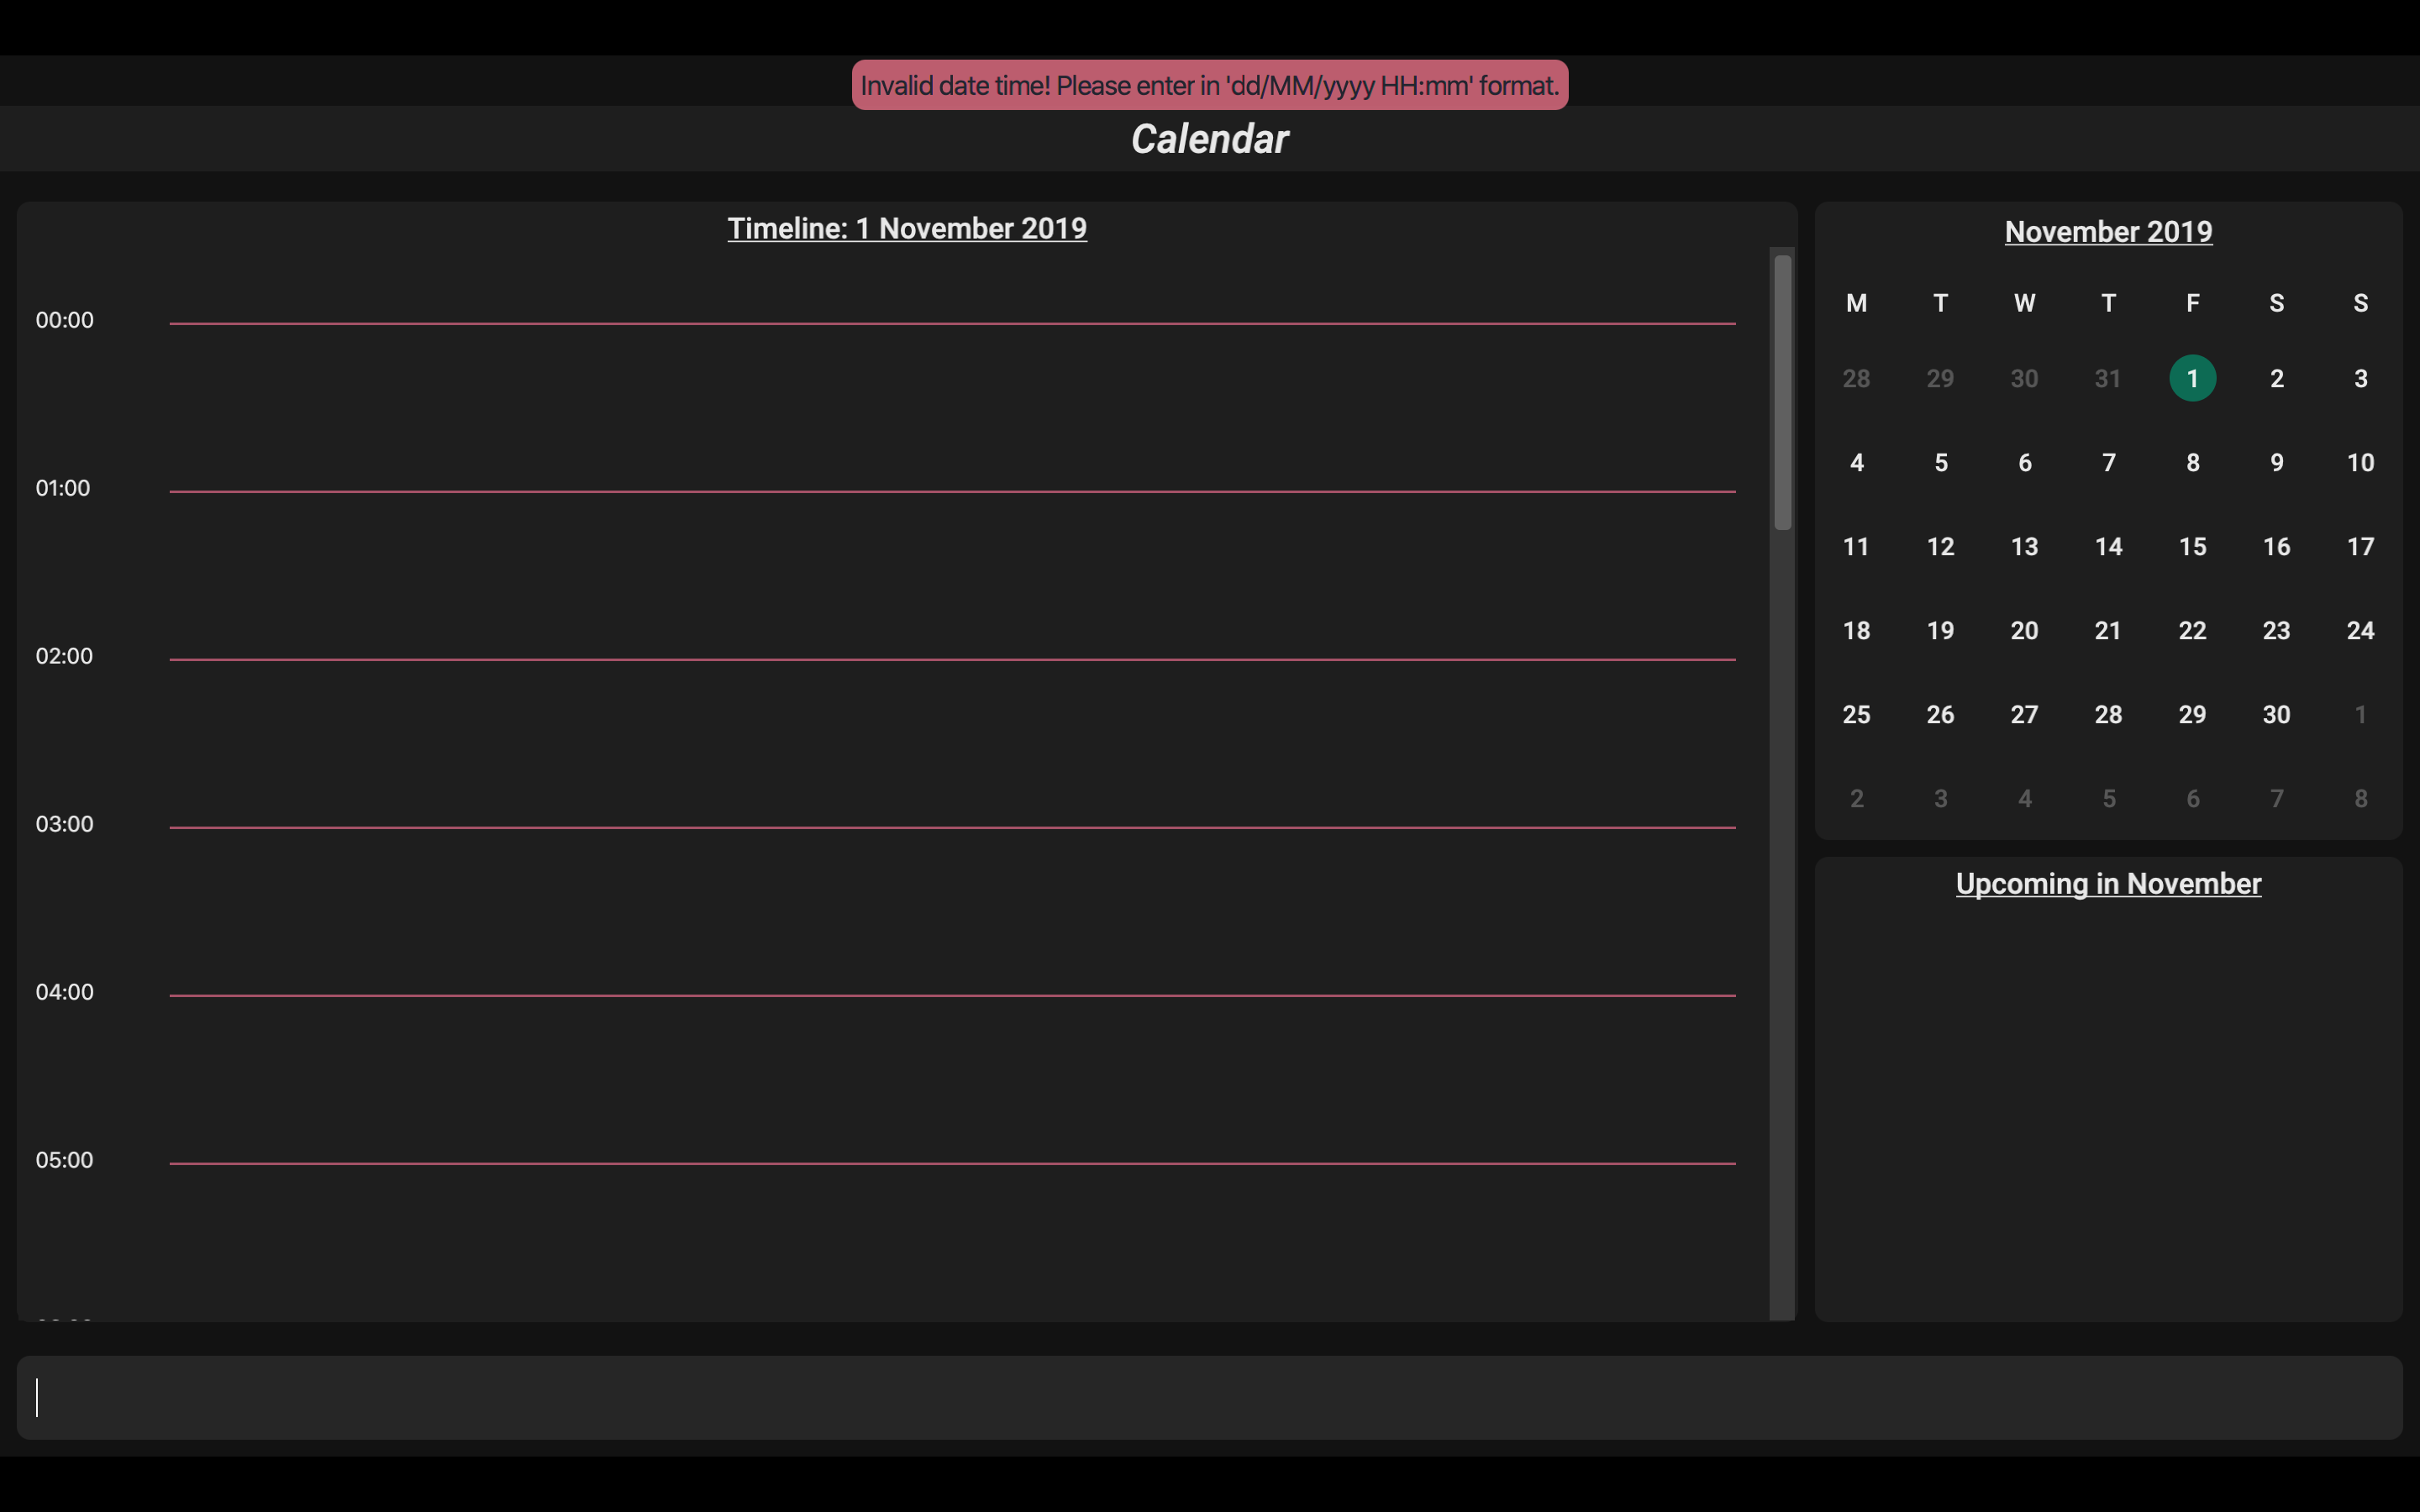 Invalid date time! Please enter in 'dd/MM/yyyy HH:mm' format.
Calendar
Timeline: 1 November 2019
00:00
01:00
02:00
03:00
04:00
05:00
November 2019
M T W T F S S
28 29 30 31 1 2 3
4 5 6 7 8 9 10
11 12 13 14 15 16 17
18 19 20 21 22 23 24
25 26 27 28 29 30 1
2 3 4 5 6 7 8
Upcoming in November